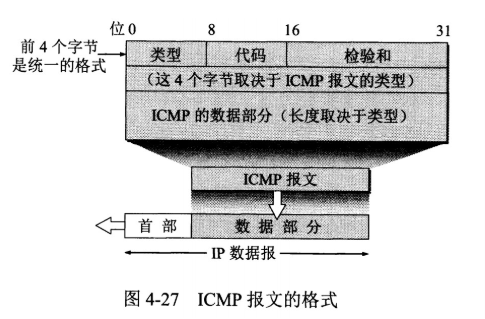 位 0 8 16 31
前 4 个字节
是统一的格式
类型 代码 检验和
（这 4 个字节取决于 ICMP 报文的类型）
ICMP 的数据部分（长度取决于类型）
ICMP 报文
首部 数据部分
IP 数据报
图 4-27 ICMP 报文的格式